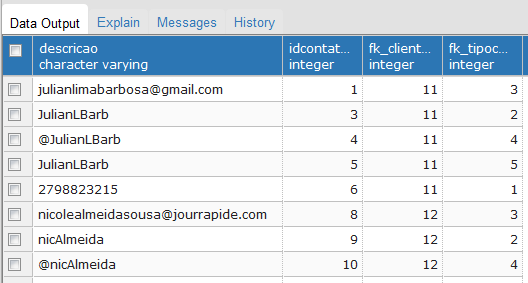 Data Output Explain Messages History
descricao idcontat... fk_client... fk_tipoc...
character varying integer integer integer
julianlimabarbosa@gmail.com 1 11 3
JulianLBarb 3 11 2
@JulianLBarb 4 11 4
JulianLBarb 5 11 5
2798823215 6 11 1
nicolealmeidasousa@jourrapide.com 8 12 3
nicAlmeida 9 12 2
@nicAlmeida 10 12 4